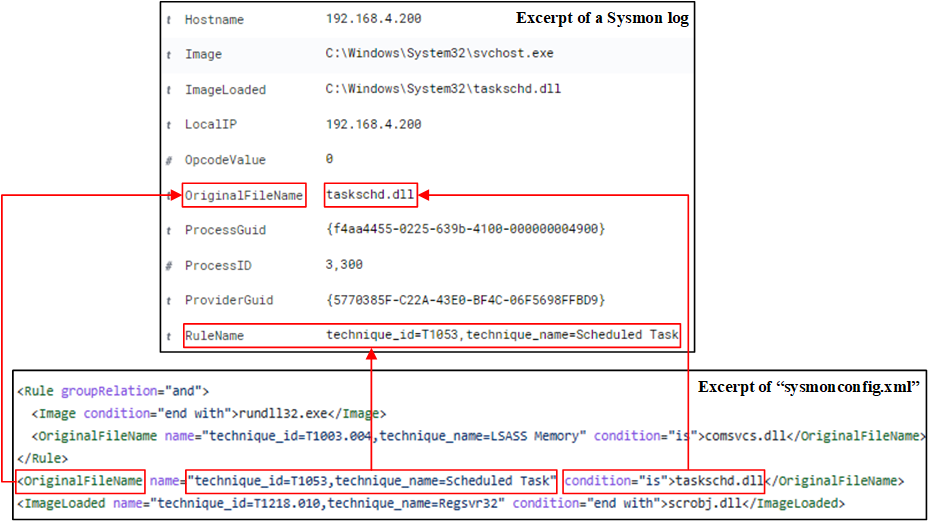 Excerpt of a Sysmon log
t Hostname 192.168.4.200
t Image C:\Windows\System32\svchost.exe
t ImageLoaded C:\Windows\System32\taskschd.dll
t LocalIP 192.168.4.200
# OpcodeValue 0
t OriginalFileName taskschd.dll
t ProcessGuid {f4aa4455-0225-639b-4100-000000004900}
# ProcessID 3,300
t ProviderGuid {5770385F-C22A-43E0-BF4C-06F5698FFBD9}
t RuleName technique_id=T1053,technique_name=Scheduled Task
Excerpt of “sysmonconfig.xml”
<Rule groupRelation="and">
<Image condition="end with">rundll32.exe</Image>
<OriginalFileName name="technique_id=T1003.004,technique_name=LSASS Memory" condition="is">comsvcs.dll</OriginalFileName>
</Rule>
<OriginalFileName name="technique_id=T1053,technique_name=Scheduled Task" condition="is">taskschd.dll</OriginalFileName>
<ImageLoaded name="technique_id=T1218.010,technique_name=Regsvr32" condition="end with">scrobj.dll</ImageLoaded>